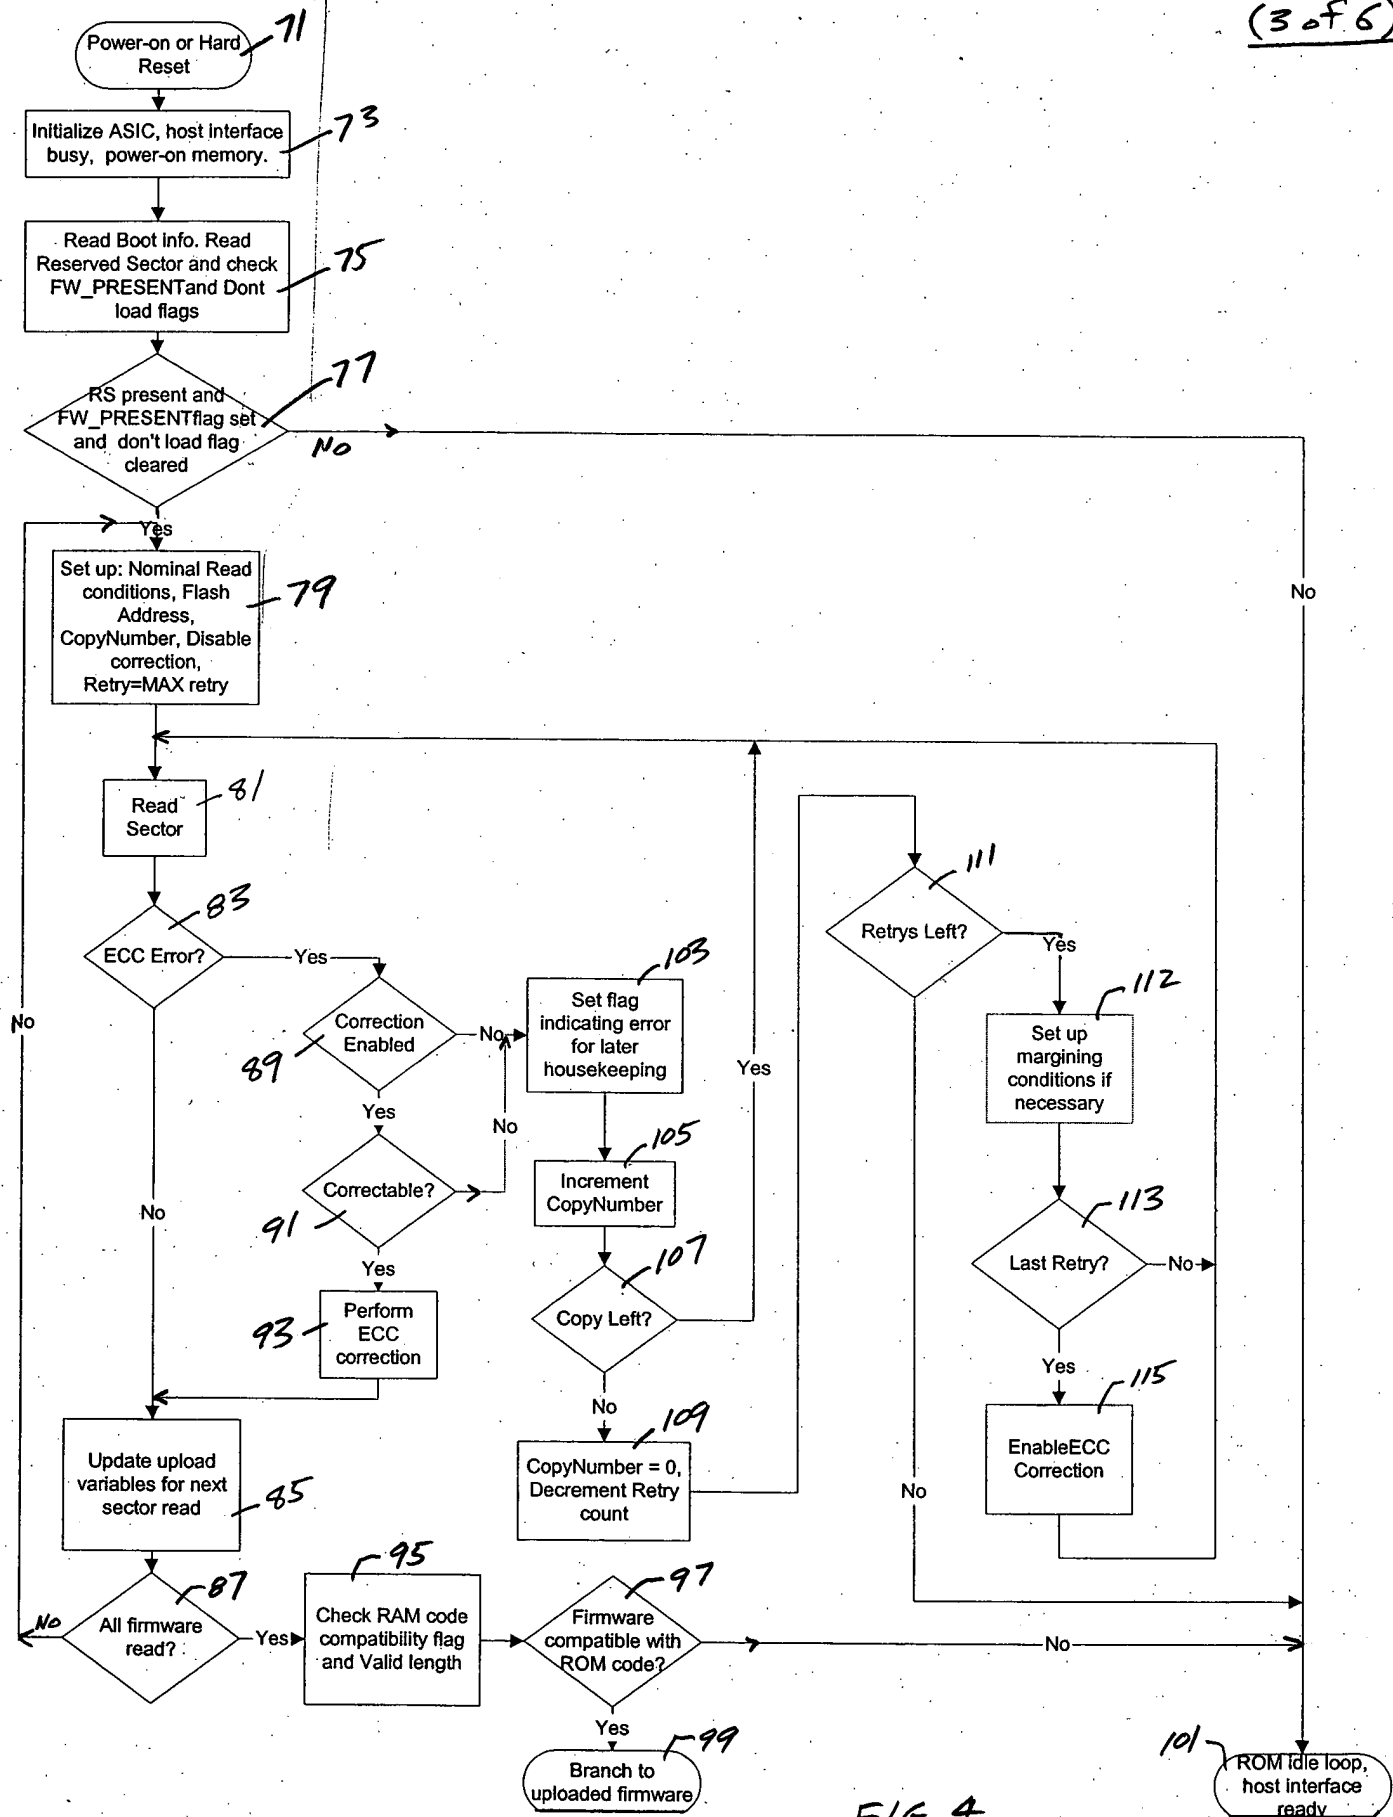 (3 of 6)
Power-on or Hard
Reset
71
Initialize ASIC, host interface
busy, power-on memory.
73
Read Boot info. Read
Reserved Sector and check
FW_PRESENTand Dont
load flags
75
RS present and
FW_PRESENTflag set
and don't load flag
cleared
77
No
Yes
No
Set up: Nominal Read
conditions, Flash
Address,
CopyNumber, Disable
correction,
Retry=MAX retry
79
Read
Sector
81
ECC Error?
83
Yes
No
No
Correction
Enabled
89
No
Yes
Correctable?
91
No
Yes
Perform
ECC
correction
93
Set flag
indicating error
for later
housekeeping
103
Increment
CopyNumber
105
Copy Left?
107
Yes
No
CopyNumber = 0,
Decrement Retry
count
109
Retrys Left?
111
Yes
No
Set up
margining
conditions if
necessary
112
Last Retry?
113
No
Yes
EnableECC
Correction
115
Update upload
variables for next
sector read
85
All firmware
read?
87
No
Yes
Check RAM code
compatibility flag
and Valid length
95
Firmware
compatible with
ROM code?
97
No
Yes
Branch to
uploaded firmware
99
ROM idle loop,
host interface
ready
101
FIG. 4